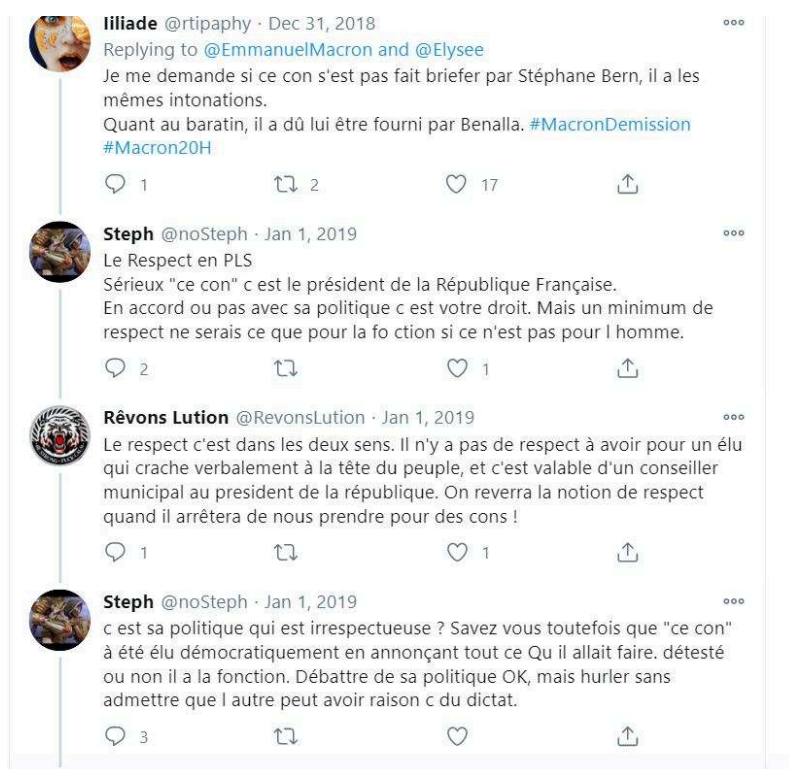 Iiliade @rtipaphy · Dec 31, 2018
Replying to @EmmanuelMacron and @Elysee
Je me demande si ce con s'est pas fait briefer par Stéphane Bern, il a les
mêmes intonations.
Quant au baratin, il a dû lui être fourni par Benalla. #MacronDemission
#Macron20H
1 2 17
Steph @noSteph · Jan 1, 2019
Le Respect en PLS
Sérieux "ce con" c est le président de la République Française.
En accord ou pas avec sa politique c est votre droit. Mais un minimum de
respect ne serais ce que pour la fo ction si ce n'est pas pour l homme.
2 1
Rêvons Lution @RevonsLution · Jan 1, 2019
Le respect c'est dans les deux sens. Il n'y a pas de respect à avoir pour un élu
qui crache verbalement à la tête du peuple, et c'est valable d'un conseiller
municipal au president de la république. On reverra la notion de respect
quand il arrêtera de nous prendre pour des cons !
1 1
Steph @noSteph · Jan 1, 2019
c est sa politique qui est irrespectueuse ? Savez vous toutefois que "ce con"
à été élu démocratiquement en annonçant tout ce Qu il allait faire. détesté
ou non il a la fonction. Débattre de sa politique OK, mais hurler sans
admettre que l autre peut avoir raison c du dictat.
3